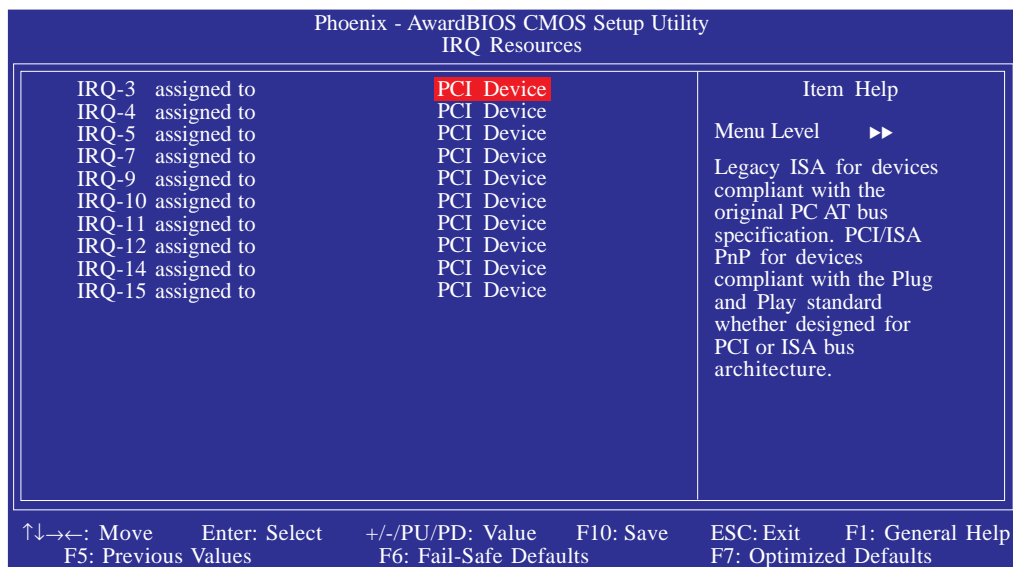 Phoenix - AwardBIOS CMOS Setup Utility
IRQ Resources
IRQ-3 assigned to PCI Device
IRQ-4 assigned to PCI Device
IRQ-5 assigned to PCI Device
IRQ-7 assigned to PCI Device
IRQ-9 assigned to PCI Device
IRQ-10 assigned to PCI Device
IRQ-11 assigned to PCI Device
IRQ-12 assigned to PCI Device
IRQ-14 assigned to PCI Device
IRQ-15 assigned to PCI Device
Item Help
Menu Level ▶▶
Legacy ISA for devices
compliant with the
original PC AT bus
specification. PCI/ISA
PnP for devices
compliant with the Plug
and Play standard
whether designed for
PCI or ISA bus
architecture.
↑↓→←: Move Enter: Select +/-/PU/PD: Value F10: Save ESC: Exit F1: General Help
F5: Previous Values F6: Fail-Safe Defaults F7: Optimized Defaults